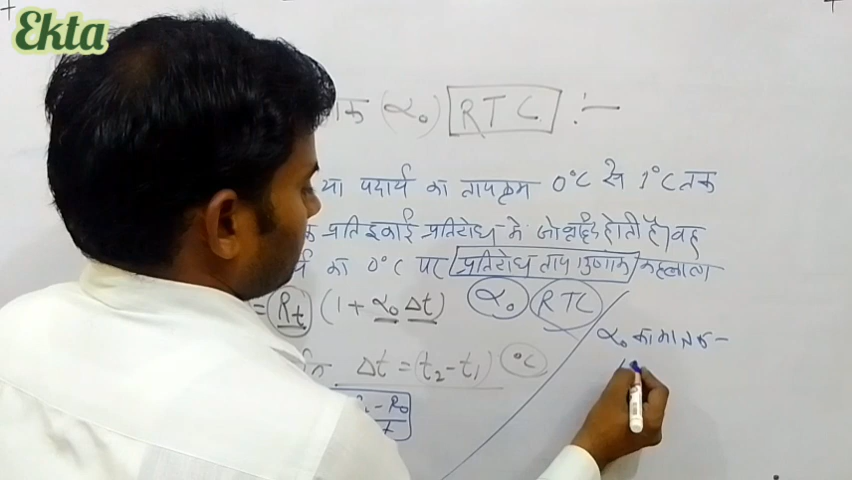 Ekta
(α₀) RTC :—
या पदार्थ का तापक्रम 0°C से 1°C तक
प्रति इकाई प्रतिरोध मे जो वृद्धि होती है। वह
का 0°C पर प्रतिरोध ताप गुणांक कहलाता
= Rt (1 + α₀ Δt) α₀ RTC
α₀ का मात्रक –
Δt = (t₂ – t₁) °C
– R₀
t